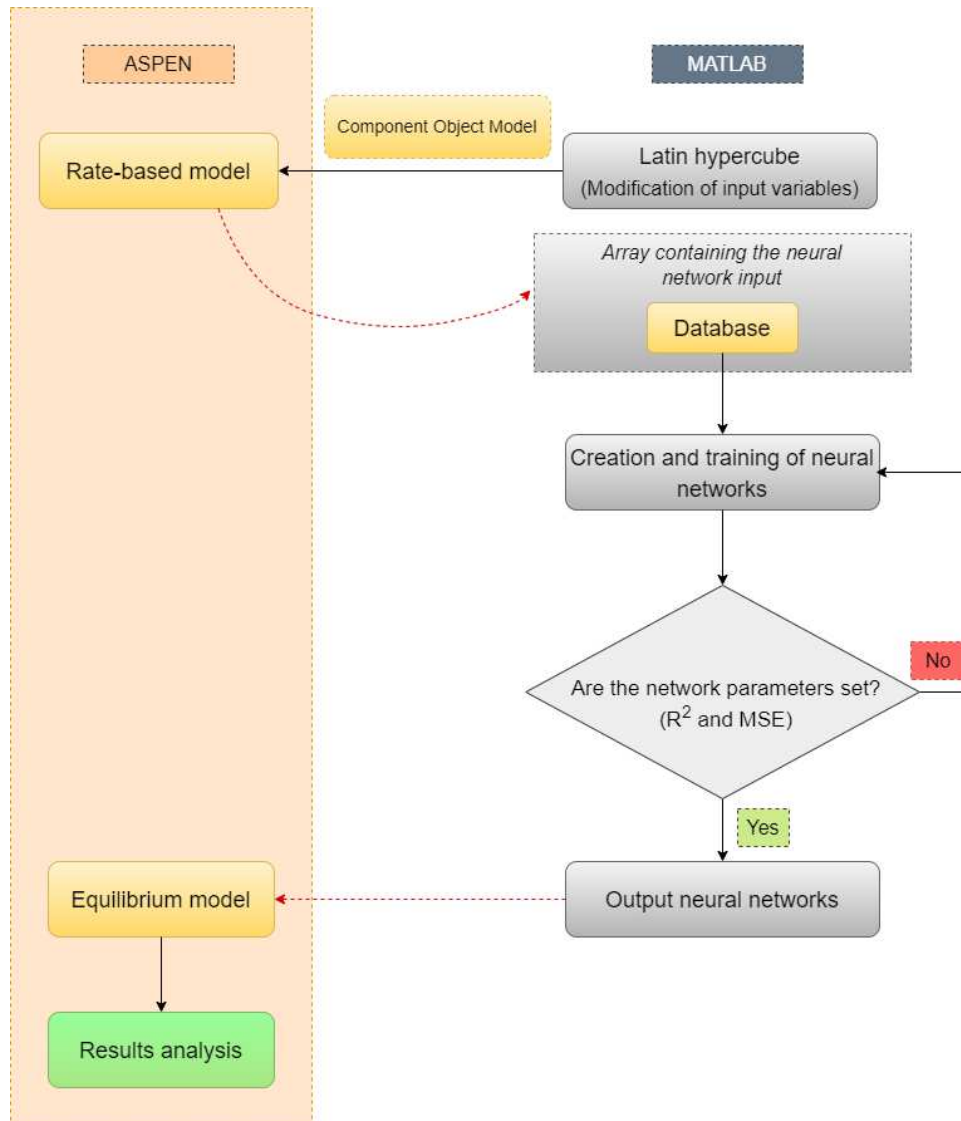 ASPEN
MATLAB
Component Object Model
Rate-based model
Latin hypercube
(Modification of input variables)
Array containing the neural
network input
Database
Creation and training of neural
networks
Are the network parameters set?
(R² and MSE)
No
Yes
Equilibrium model
Output neural networks
Results analysis